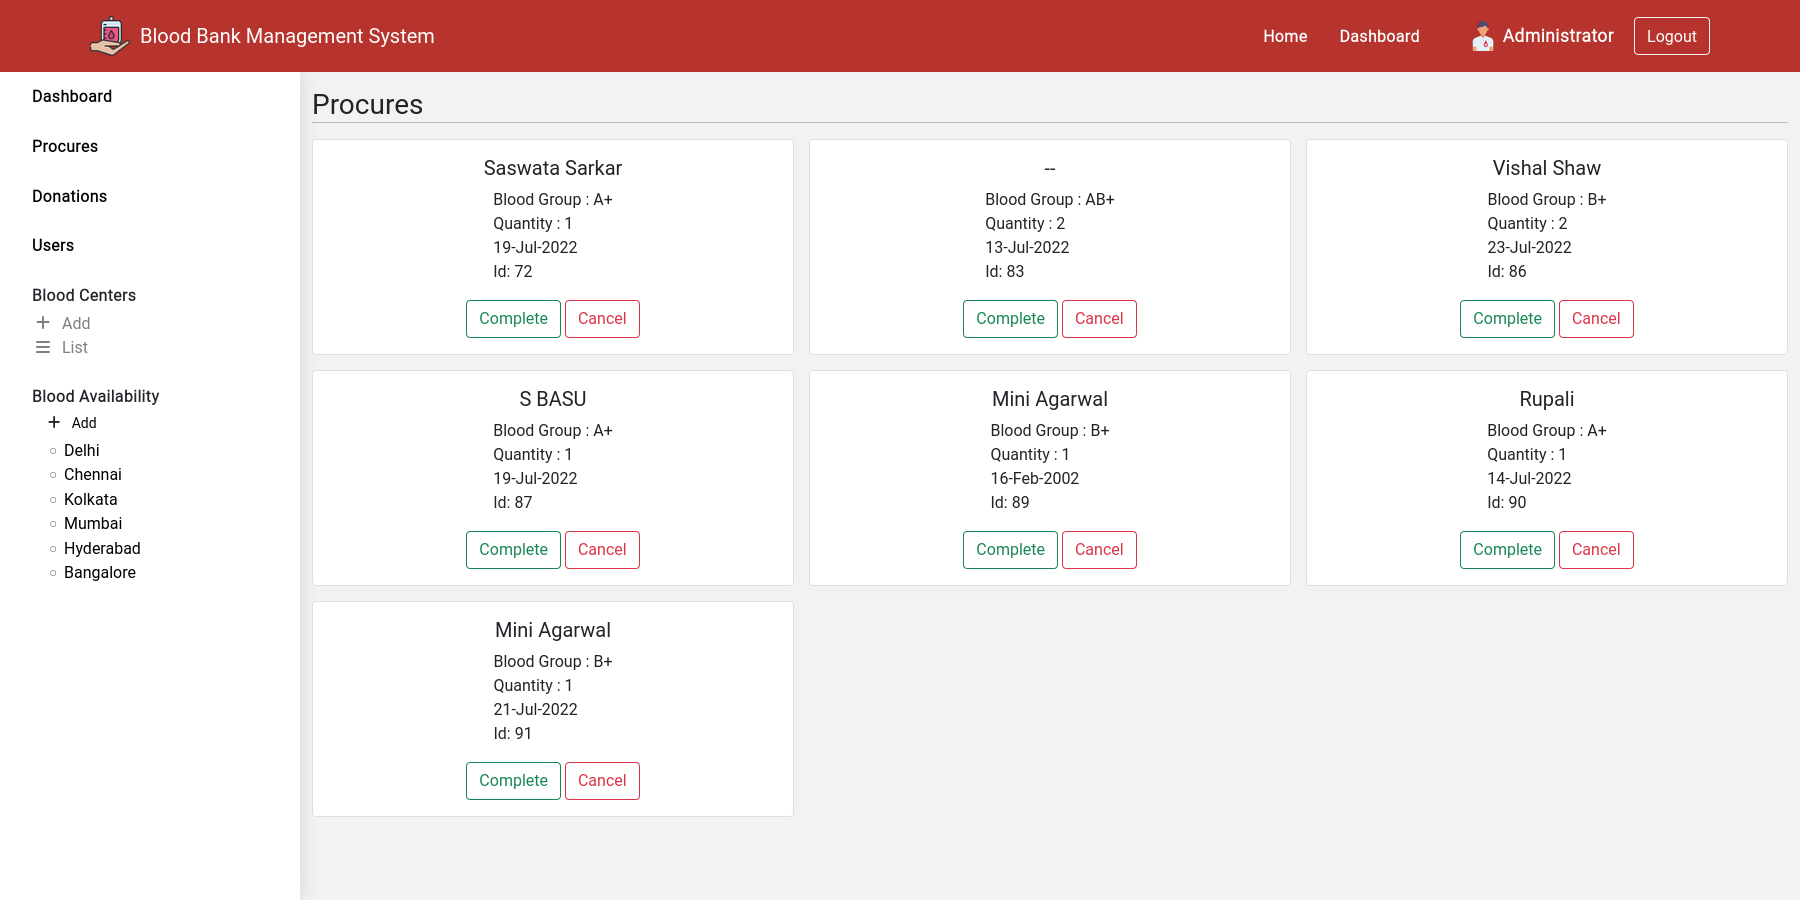 Blood Bank Management System
Home
Dashboard
Administrator
Logout
Dashboard
Procures
Donations
Users
Blood Centers
Add
List
Blood Availability
Add
Delhi
Chennai
Kolkata
Mumbai
Hyderabad
Bangalore
Procures
Saswata Sarkar
Blood Group : A+
Quantity : 1
19-Jul-2022
Id: 72
Complete
Cancel
--
Blood Group : AB+
Quantity : 2
13-Jul-2022
Id: 83
Complete
Cancel
Vishal Shaw
Blood Group : B+
Quantity : 2
23-Jul-2022
Id: 86
Complete
Cancel
S BASU
Blood Group : A+
Quantity : 1
19-Jul-2022
Id: 87
Complete
Cancel
Mini Agarwal
Blood Group : B+
Quantity : 1
16-Feb-2002
Id: 89
Complete
Cancel
Rupali
Blood Group : A+
Quantity : 1
14-Jul-2022
Id: 90
Complete
Cancel
Mini Agarwal
Blood Group : B+
Quantity : 1
21-Jul-2022
Id: 91
Complete
Cancel